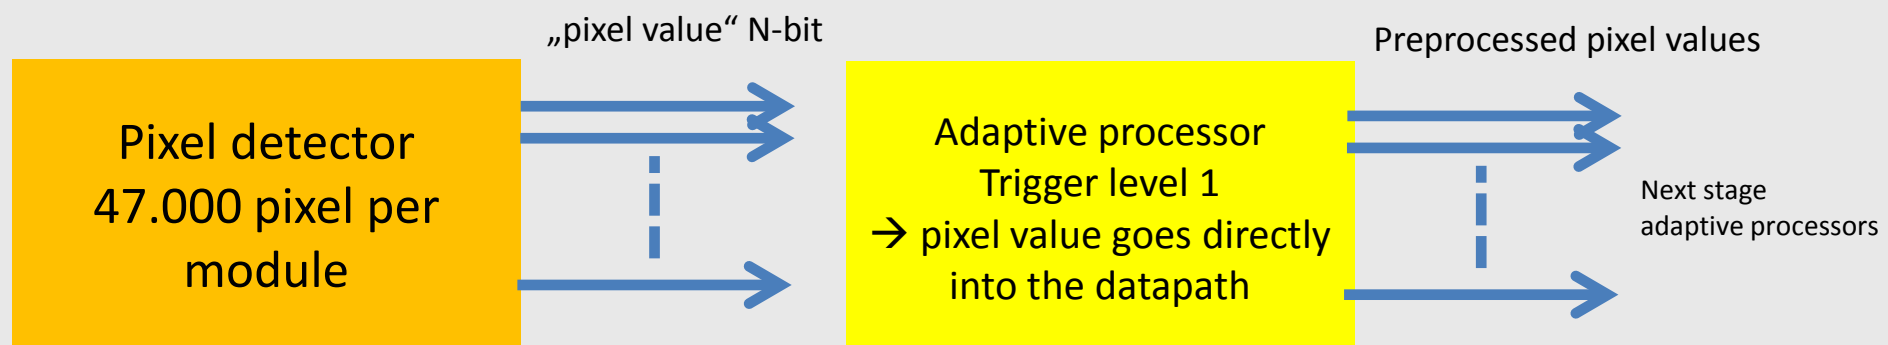 „pixel value“ N-bit
Preprocessed pixel values
Pixel detector
47.000 pixel per
module
Adaptive processor
Trigger level 1
→ pixel value goes directly
into the datapath
Next stage
adaptive processors